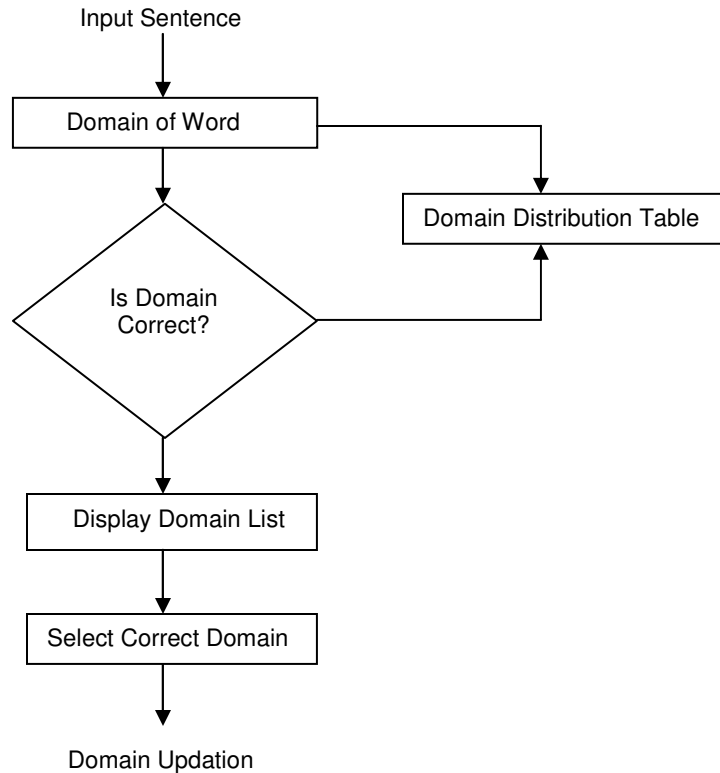 Input Sentence
Domain of Word
Domain Distribution Table
Is Domain
Correct?
Display Domain List
Select Correct Domain
Domain Updation